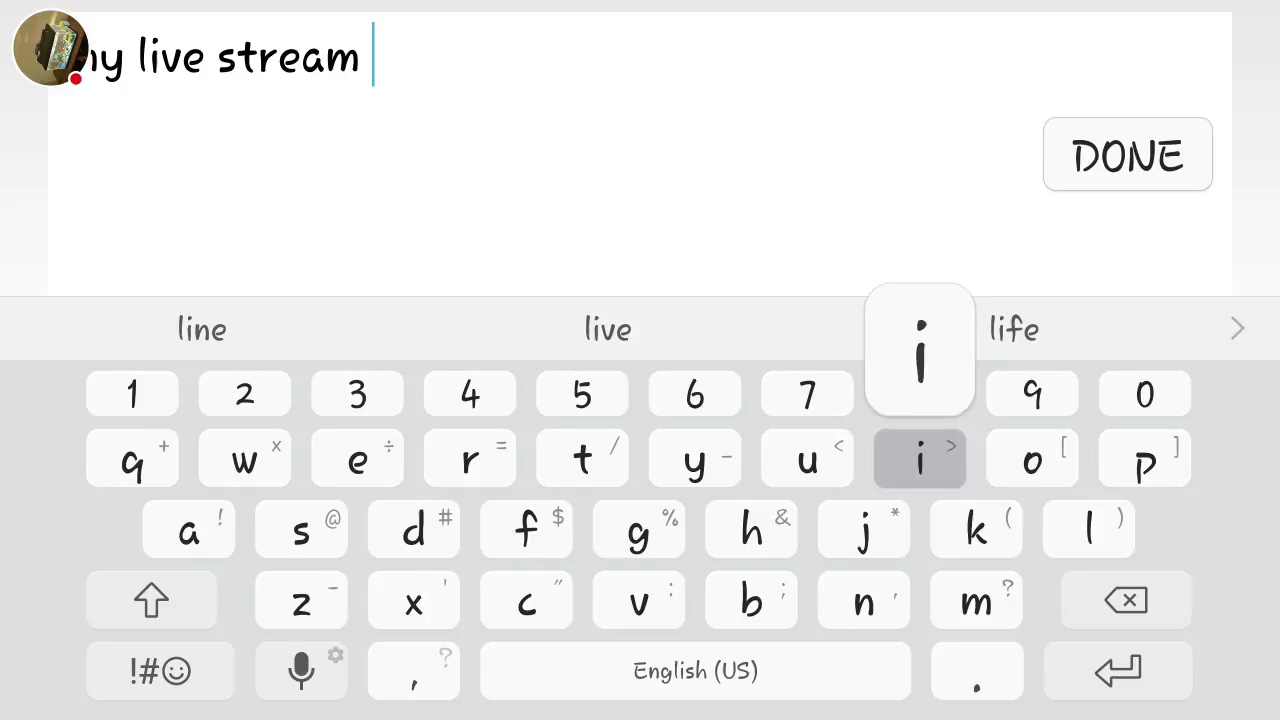 my live stream
DONE
line live life
i
1 2 3 4 5 6 7 9 0
q + w × e ÷ r = t / y _ u < i > o [ p ]
a ! s @ d # f $ g % h & j * k ( l )
z - x ' c " v : b ; n , m ?
!#☺ , ? English (US) .